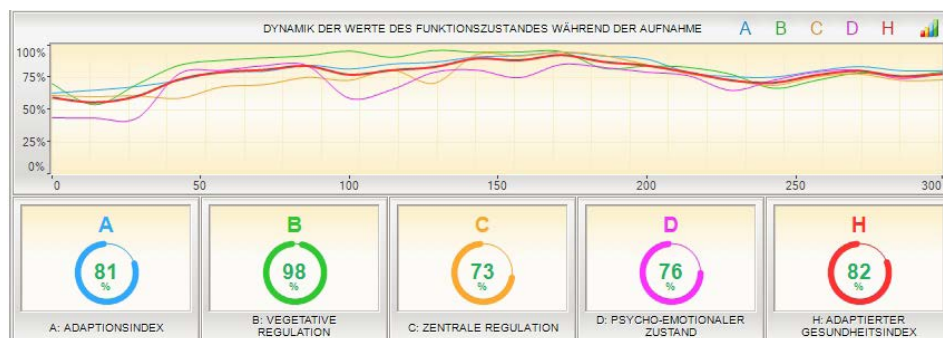 DYNAMIK DER WERTE DES FUNKTIONSZUSTANDES WÄHREND DER AUFNAHME A B C D H
100%
75%
50%
25%
0%
0 50 100 150 200 250 300
A B C D H
81 98 73 76 82
% % % % %
A: ADAPTIONSINDEX
B: VEGETATIVE
REGULATION
C: ZENTRALE REGULATION
D: PSYCHO-EMOTIONALER
ZUSTAND
H: ADAPTIERTER
GESUNDHEITSINDEX